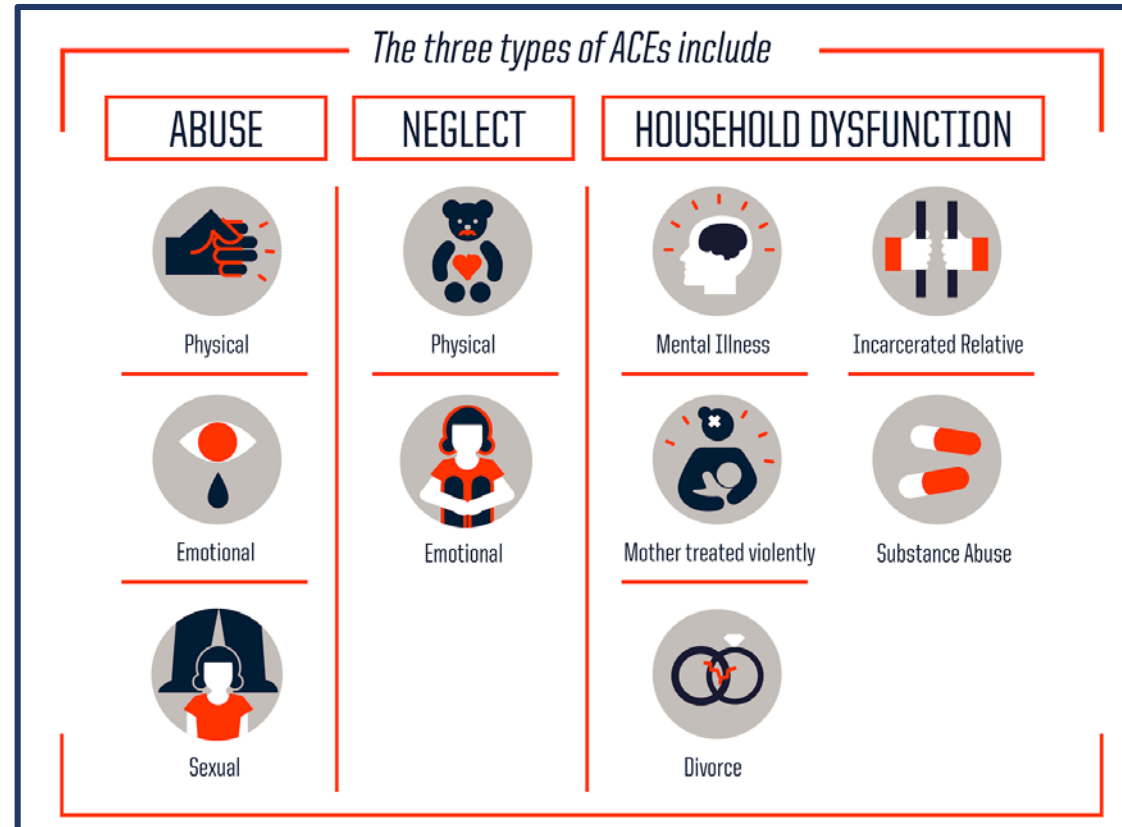 The three types of ACEs include
ABUSE
NEGLECT
HOUSEHOLD DYSFUNCTION
Physical
Physical
Mental Illness
Incarcerated Relative
Emotional
Emotional
Mother treated violently
Substance Abuse
Sexual
Divorce